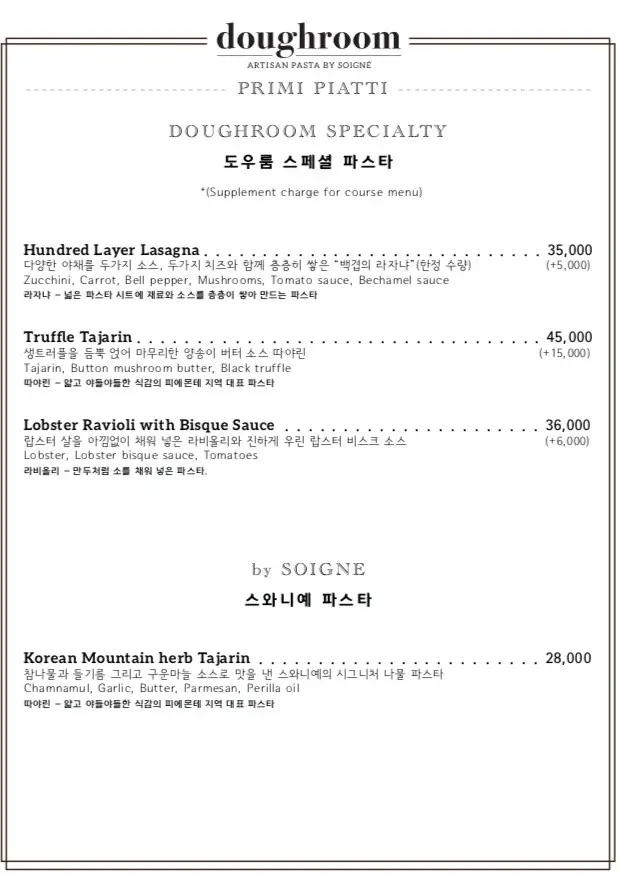 doughroom
ARTISAN PASTA BY SOIGNÉ
PRIMI PIATTI
DOUGHROOM SPECIALTY
도우룸 스페셜 파스타
*(Supplement charge for course menu)
Hundred Layer Lasagna . . . . . . . . . . . . . . . . . . . . . . . . . . . . . 35,000
다양한 야채를 두가지 소스, 두가지 치즈와 함께 층층히 쌓은 "백겹의 라자냐"(한정 수량) (+5,000)
Zucchini, Carrot, Bell pepper, Mushrooms, Tomato sauce, Bechamel sauce
라자냐 – 넓은 파스타 시트에 재료와 소스를 층층이 쌓아 만드는 파스타
Truffle Tajarin . . . . . . . . . . . . . . . . . . . . . . . . . . . . . . . . . . 45,000
생트러플을 듬뿍 얹어 마무리한 양송이 버터 소스 따야린 (+15,000)
Tajarin, Button mushroom butter, Black truffle
따야린 – 얇고 야들야들한 식감의 피에몬테 지역 대표 파스타
Lobster Ravioli with Bisque Sauce . . . . . . . . . . . . . . . . . . . . . . 36,000
랍스터 살을 아낌없이 채워 넣은 라비올리와 진하게 우린 랍스터 비스크 소스 (+6,000)
Lobster, Lobster bisque sauce, Tomatoes
라비올리 – 만두처럼 소를 채워 넣은 파스타.
by SOIGNE
스와니예 파스타
Korean Mountain herb Tajarin . . . . . . . . . . . . . . . . . . . . . . . . 28,000
참나물과 들기름 그리고 구운마늘 소스로 맛을 낸 스와니예의 시그니처 나물 파스타
Chamnamul, Garlic, Butter, Parmesan, Perilla oil
따야린 – 얇고 야들야들한 식감의 피에몬테 지역 대표 파스타